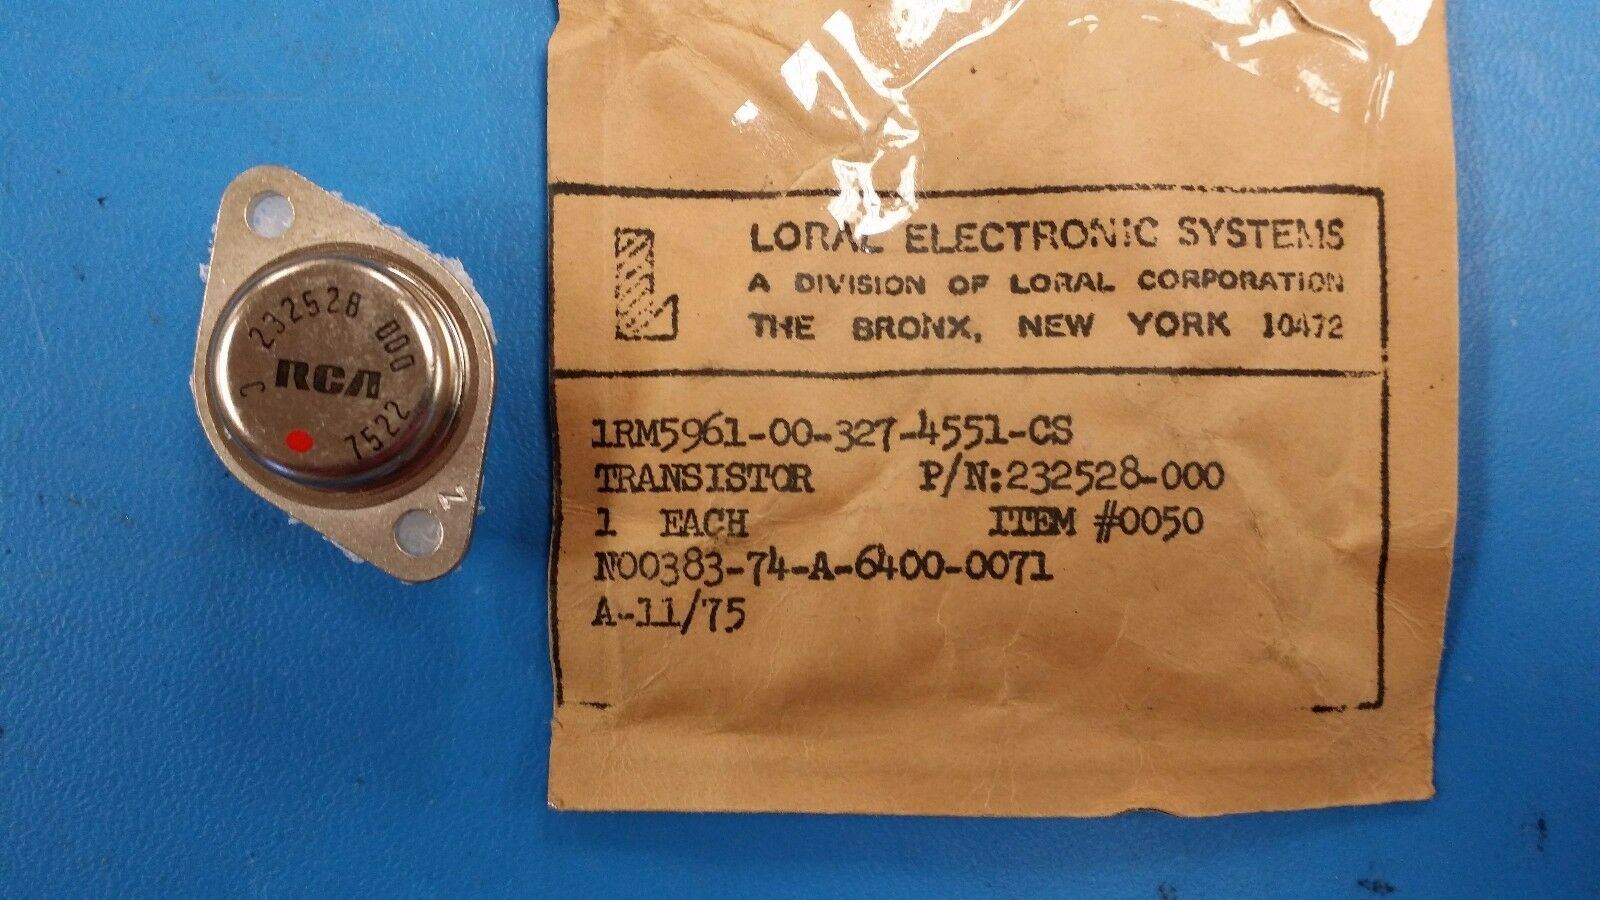 232528 000
RCA
7522
Z
LORAL ELECTRONIC SYSTEMS
A DIVISION OF LORAL CORPORATION
THE BRONX, NEW YORK 10472
1RM5961-00-327-4551-CS
TRANSISTOR P/N:232528-000
1 EACH ITEM #0050
N00383-74-A-6400-0071
A-11/75